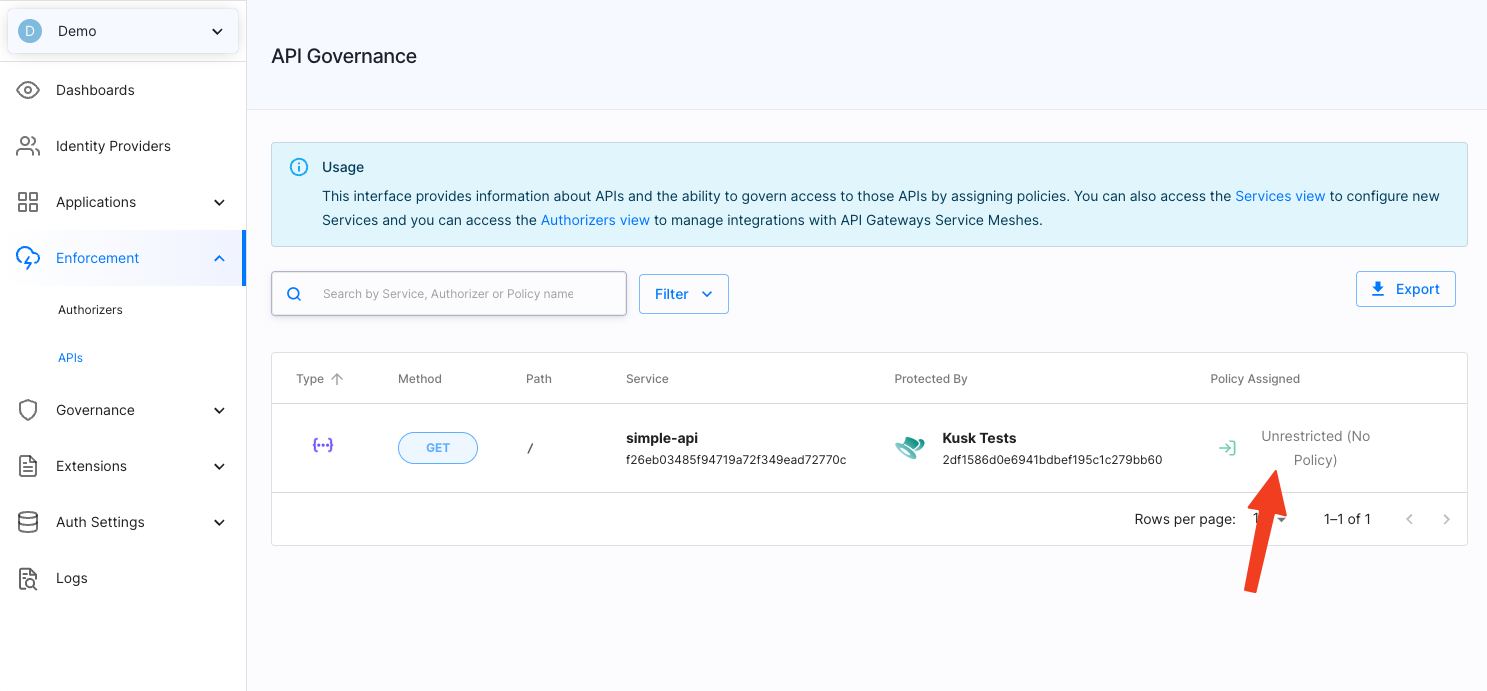 D Demo
Dashboards
Identity Providers
Applications
Enforcement
Authorizers
APIs
Governance
Extensions
Auth Settings
Logs
API Governance
Usage
This interface provides information about APIs and the ability to govern access to those APIs by assigning policies. You can also access the Services view to configure new
Services and you can access the Authorizers view to manage integrations with API Gateways Service Meshes.
Search by Service, Authorizer or Policy name
Filter
Export
Type Method Path Service Protected By Policy Assigned
{···} GET / simple-api Kusk Tests Unrestricted (No
f26eb03485f94719a72f349ead72770c 2df1586d0e6941bdbef195c1c279bb60 Policy)
Rows per page: 1–1 of 1